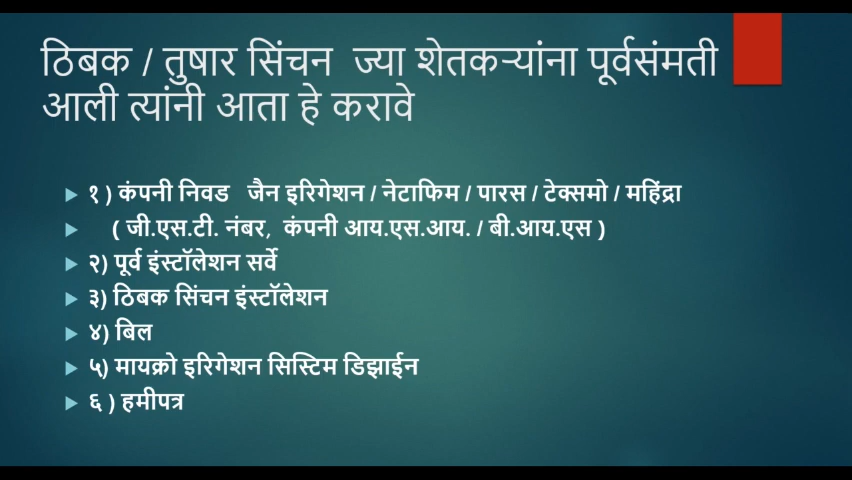 ठिबक / तुषार सिंचन ज्या शेतकऱ्यांना पूर्वसंमती
आली त्यांनी आता हे करावे
१ ) कंपनी निवड जैन इरिगेशन / नेटाफिम / पारस / टेक्समो / महिंद्रा
( जी.एस.टी. नंबर, कंपनी आय.एस.आय. / बी.आय.एस )
२) पूर्व इंस्टॉलेशन सर्वे
३) ठिबक सिंचन इंस्टॉलेशन
४) बिल
५) मायक्रो इरिगेशन सिस्टिम डिझाईन
६ ) हमीपत्र